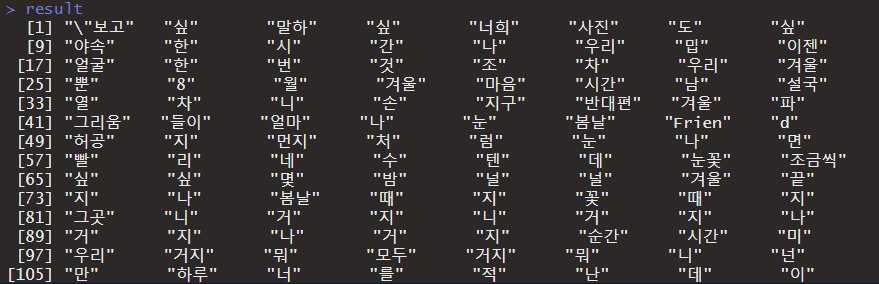 > result
[1] "\"보고" "싶" "말하" "싶" "너희" "사진" "도" "싶"
[9] "야속" "한" "시" "간" "나" "우리" "밉" "이젠"
[17] "얼굴" "한" "번" "것" "조" "차" "우리" "겨울"
[25] "뿐" "8" "월" "겨울" "마음" "시간" "남" "설국"
[33] "열" "차" "니" "손" "지구" "반대편" "겨울" "파"
[41] "그리움" "들이" "얼마" "나" "눈" "봄날" "Frien" "d"
[49] "허공" "지" "먼지" "처" "럼" "눈" "나" "면"
[57] "빨" "리" "네" "수" "텐" "데" "눈꽃" "조금씩"
[65] "싶" "싶" "몇" "밤" "널" "널" "겨울" "끝"
[73] "지" "나" "봄날" "때" "지" "꽃" "때" "지"
[81] "그곳" "니" "거" "지" "니" "거" "지" "나"
[89] "거" "지" "나" "거" "지" "순간" "시간" "미"
[97] "우리" "거지" "뭐" "모두" "거지" "뭐" "니" "넌"
[105] "만" "하루" "너" "를" "적" "난" "데" "이"